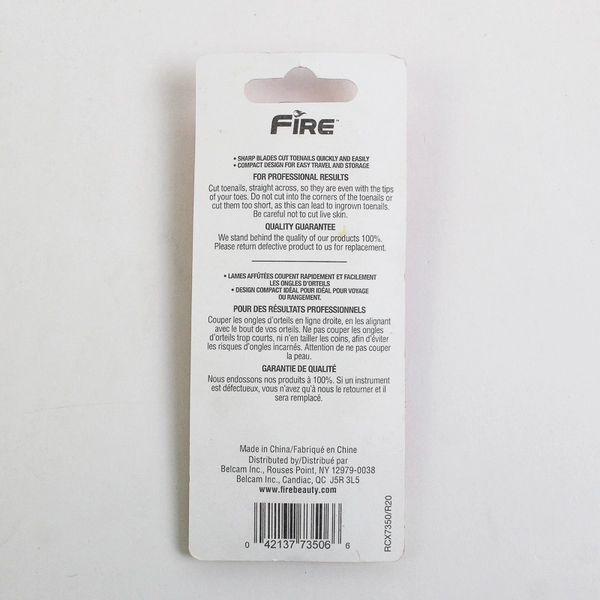 FIRE™
• SHARP BLADES CUT TOENAILS QUICKLY AND EASILY
• COMPACT DESIGN FOR EASY TRAVEL AND STORAGE
FOR PROFESSIONAL RESULTS
Cut toenails, straight across, so they are even with the tips
of your toes. Do not cut into the corners of the toenails or
cut them too short, as this can lead to ingrown toenails.
Be careful not to cut live skin.
QUALITY GUARANTEE
We stand behind the quality of our products 100%.
Please return defective product to us for replacement.
• LAMES AFFÛTÉES COUPENT RAPIDEMENT ET FACILEMENT
LES ONGLES D'ORTEILS
• DESIGN COMPACT IDÉAL POUR IDÉAL POUR VOYAGE
OU RANGEMENT.
POUR DES RÉSULTATS PROFESSIONNELS
Couper les ongles d'orteils en ligne droite, en les alignant
avec le bout de vos orteils. Ne pas couper les ongles
d'orteils trop courts, ni n'en tailler les coins, afin d'éviter
les risques d'ongles incarnés. Attention de ne pas couper
la peau.
GARANTIE DE QUALITÉ
Nous endossons nos produits à 100%. Si un instrument
est défectueux, vous n'avez qu'à nous le retourner et il
sera remplacé.
Made in China/Fabriqué en Chine
Distributed by/Distribué par
Belcam Inc., Rouses Point, NY 12979-0038
Belcam Inc., Candiac, QC J5R 3L5
www.firebeauty.com
0 42137 73506 6
RCX7350/R20